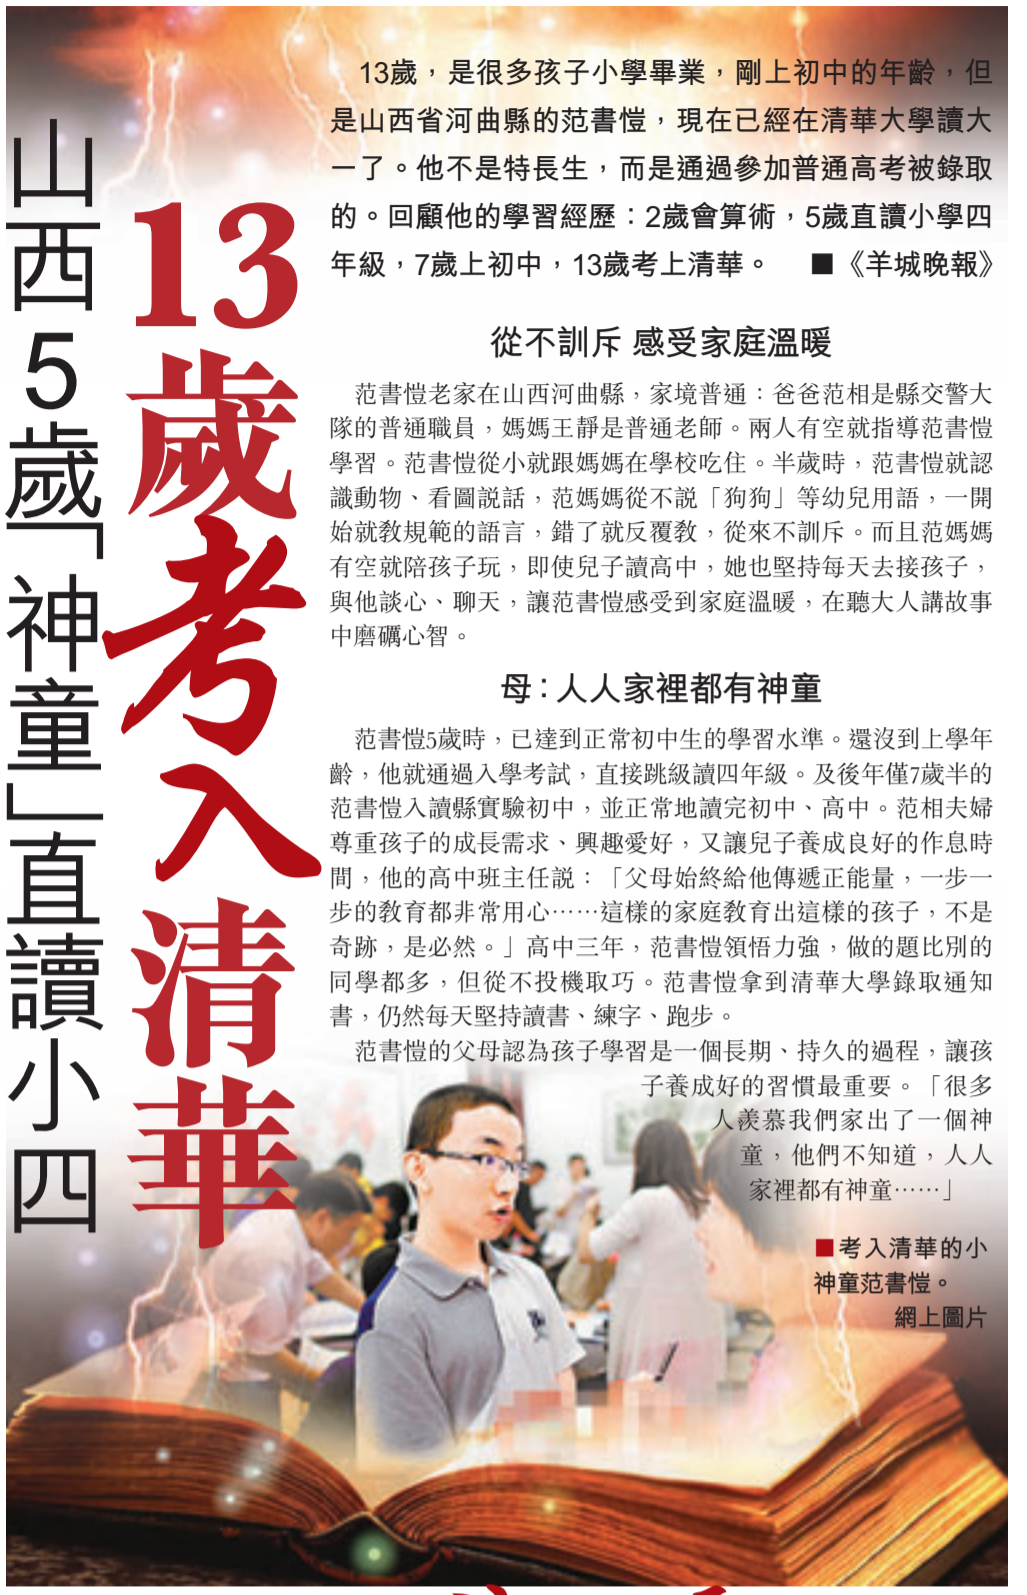 山西5歲「神童」直讀小四
13歲考入清華
13歲，是很多孩子小學畢業，剛上初中的年齡，但
是山西省河曲縣的范書愷，現在已經在清華大學讀大
一了。他不是特長生，而是通過參加普通高考被錄取
的。回顧他的學習經歷：2歲會算術，5歲直讀小學四
年級，7歲上初中，13歲考上清華。　■《羊城晚報》
從不訓斥 感受家庭溫暖
范書愷老家在山西河曲縣，家境普通：爸爸范相是縣交警大
隊的普通職員，媽媽王靜是普通老師。兩人有空就指導范書愷
學習。范書愷從小就跟媽媽在學校吃住。半歲時，范書愷就認
識動物、看圖説話，范媽媽從不説「狗狗」等幼兒用語，一開
始就教規範的語言，錯了就反覆教，從來不訓斥。而且范媽媽
有空就陪孩子玩，即使兒子讀高中，她也堅持每天去接孩子，
與他談心、聊天，讓范書愷感受到家庭溫暖，在聽大人講故事
中磨礪心智。
母：人人家裡都有神童
范書愷5歲時，已達到正常初中生的學習水準。還沒到上學年
齡，他就通過入學考試，直接跳級讀四年級。及後年僅7歲半的
范書愷入讀縣實驗初中，並正常地讀完初中、高中。范相夫婦
尊重孩子的成長需求、興趣愛好，又讓兒子養成良好的作息時
間，他的高中班主任説：「父母始終給他傳遞正能量，一步一
步的教育都非常用心……這樣的家庭教育出這樣的孩子，不是
奇跡，是必然。」高中三年，范書愷領悟力強，做的題比別的
同學都多，但從不投機取巧。范書愷拿到清華大學錄取通知
書，仍然每天堅持讀書、練字、跑步。
范書愷的父母認為孩子學習是一個長期、持久的過程，讓孩
子養成好的習慣最重要。「很多
人羨慕我們家出了一個神
童，他們不知道，人人
家裡都有神童……」
■考入清華的小
神童范書愷。
網上圖片